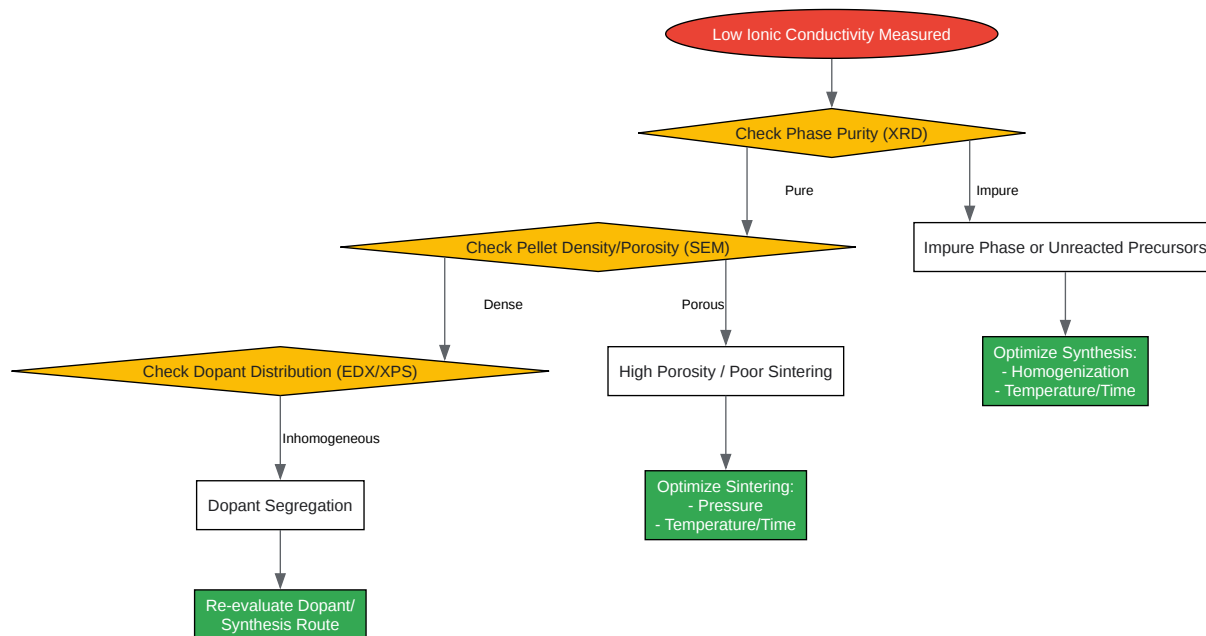 Low Ionic Conductivity Measured
Check Phase Purity (XRD)
Pure
Impure
Check Pellet Density/Porosity (SEM)
Impure Phase or Unreacted Precursors
Dense
Porous
Optimize Synthesis:
- Homogenization
- Temperature/Time
Check Dopant Distribution (EDX/XPS)
High Porosity / Poor Sintering
Inhomogeneous
Optimize Sintering:
- Pressure
- Temperature/Time
Dopant Segregation
Re-evaluate Dopant/
Synthesis Route